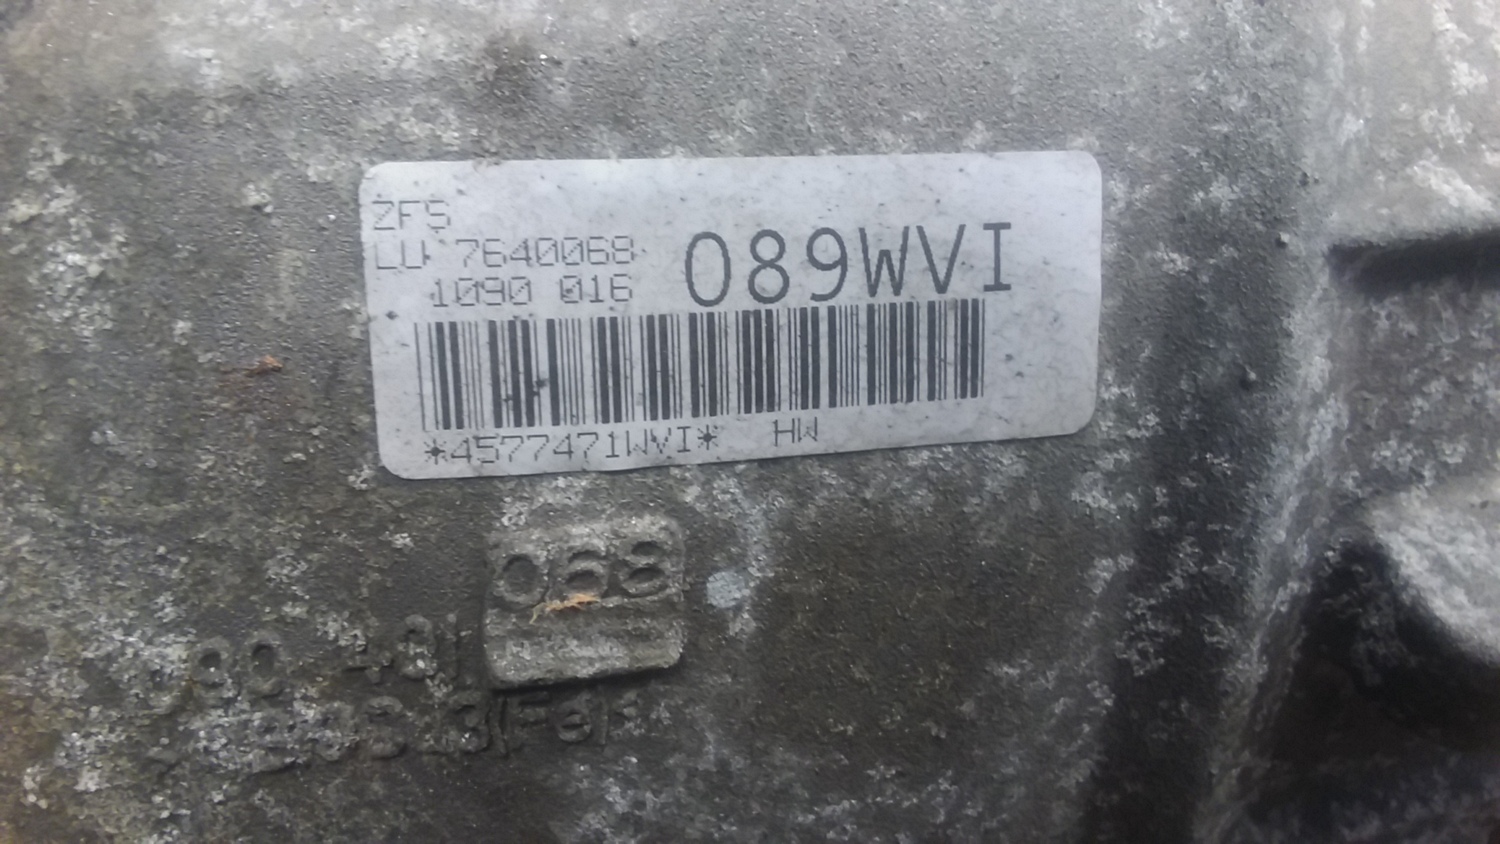 ZFS
LU 7640068
1090 016
089WVI
*4577471WVI* HW
068